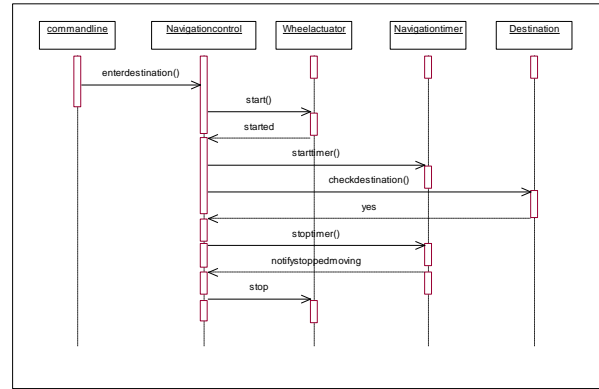 commandline
Navigationcontrol
Wheelactuator
Navigationtimer
Destination
enterdestination()
start()
started
starttimer()
checkdestination()
yes
stoptimer()
notifystoppedmoving
stop